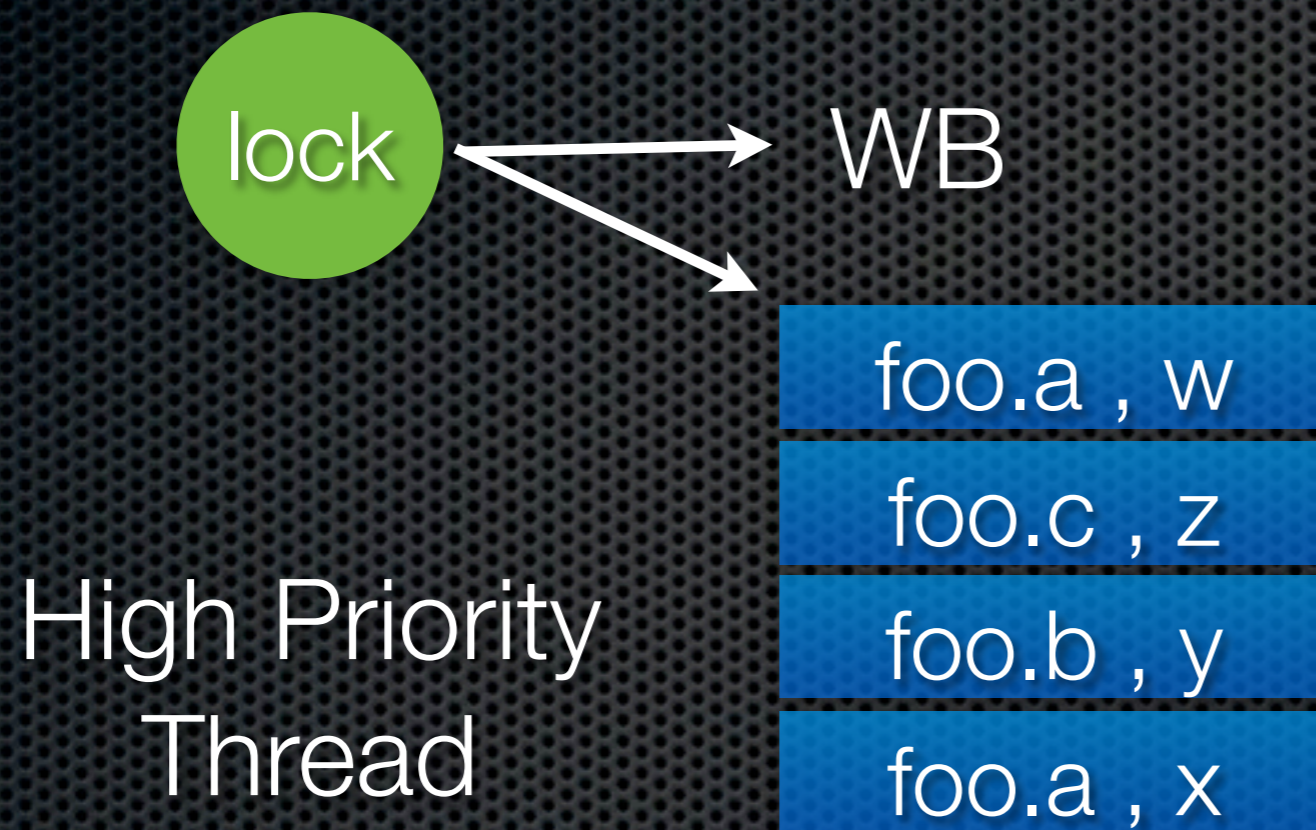 lock
WB
foo.a , w
foo.c , z
High Priority
Thread
foo.b , y
foo.a , x